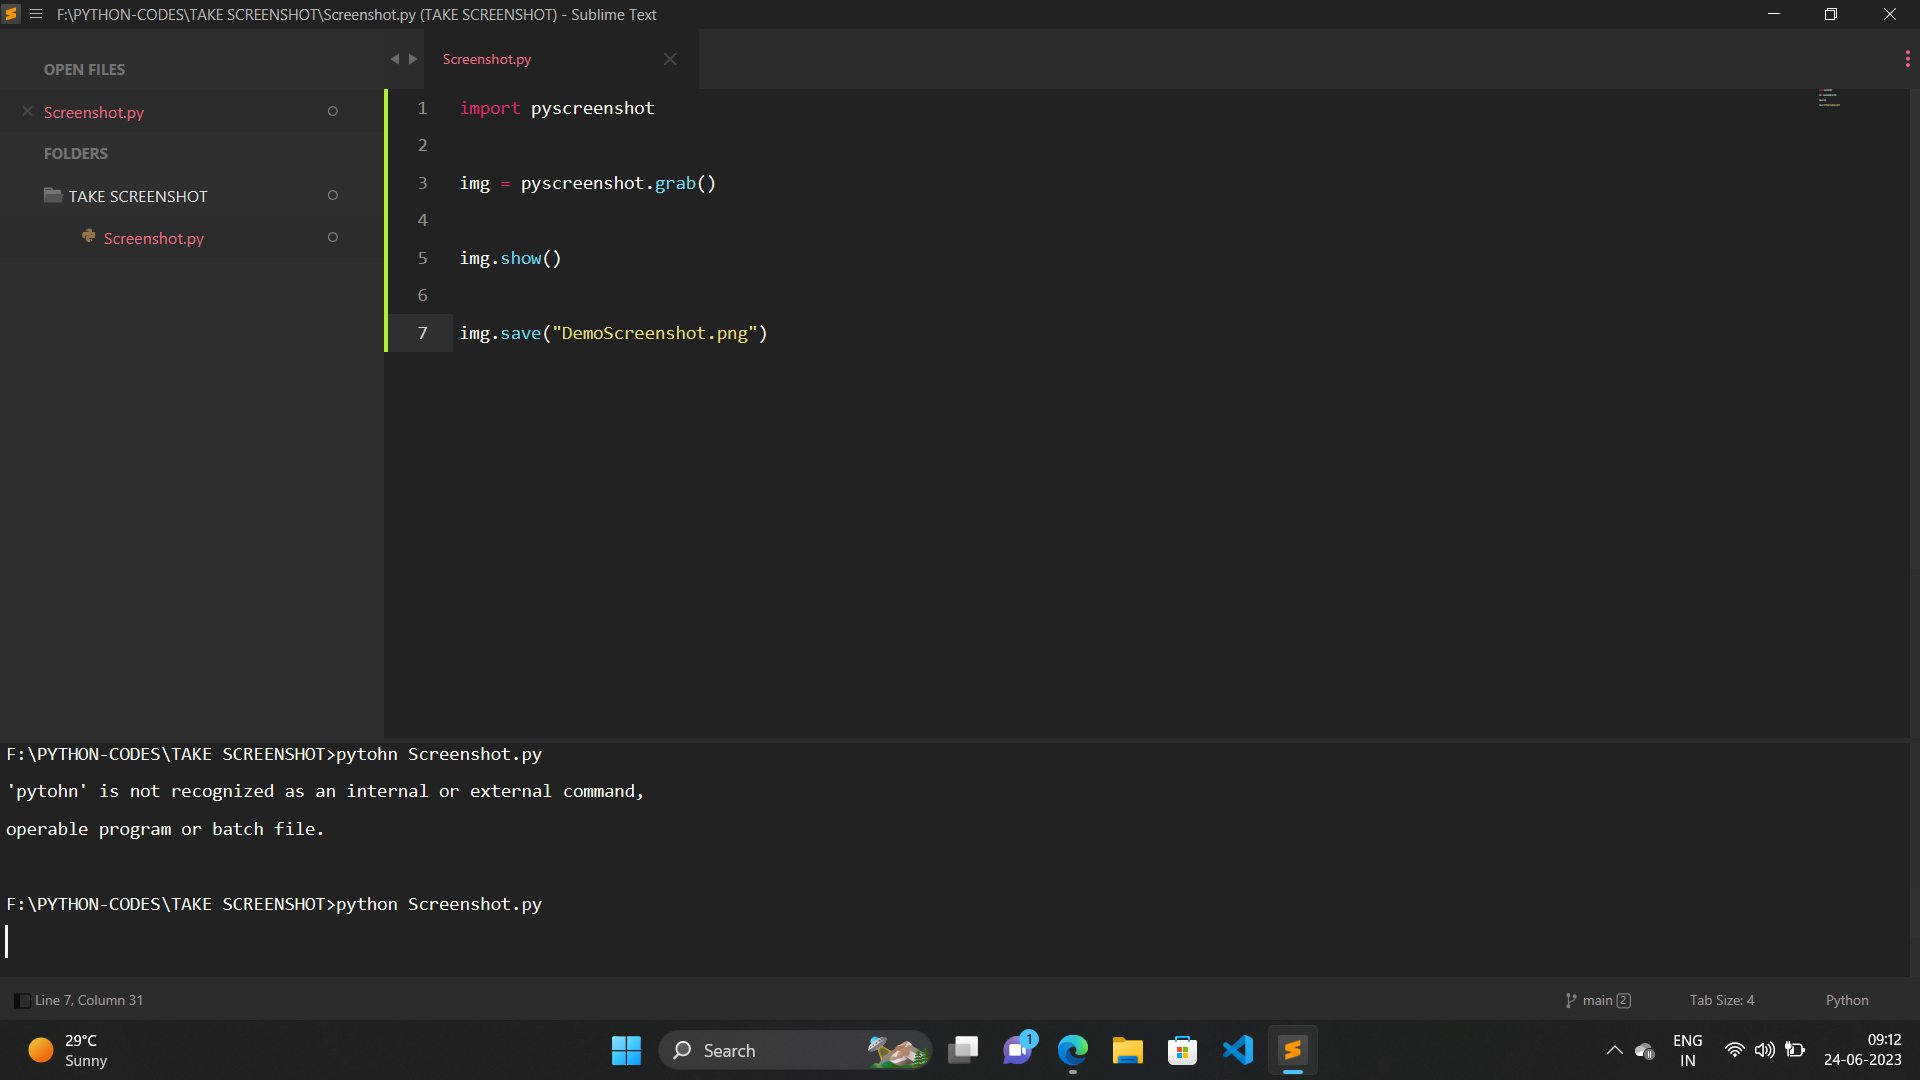 F:\PYTHON-CODES\TAKE SCREENSHOT\Screenshot.py (TAKE SCREENSHOT) - Sublime Text
OPEN FILES
Screenshot.py
FOLDERS
TAKE SCREENSHOT
Screenshot.py
Screenshot.py
1 import pyscreenshot
2
3 img = pyscreenshot.grab()
4
5 img.show()
6
7 img.save("DemoScreenshot.png")
F:\PYTHON-CODES\TAKE SCREENSHOT>pytohn Screenshot.py
'pytohn' is not recognized as an internal or external command,
operable program or batch file.
F:\PYTHON-CODES\TAKE SCREENSHOT>python Screenshot.py
Line 7, Column 31
main 2
Tab Size: 4
Python
29°C
Sunny
Search
1
ENG
IN
09:12
24-06-2023